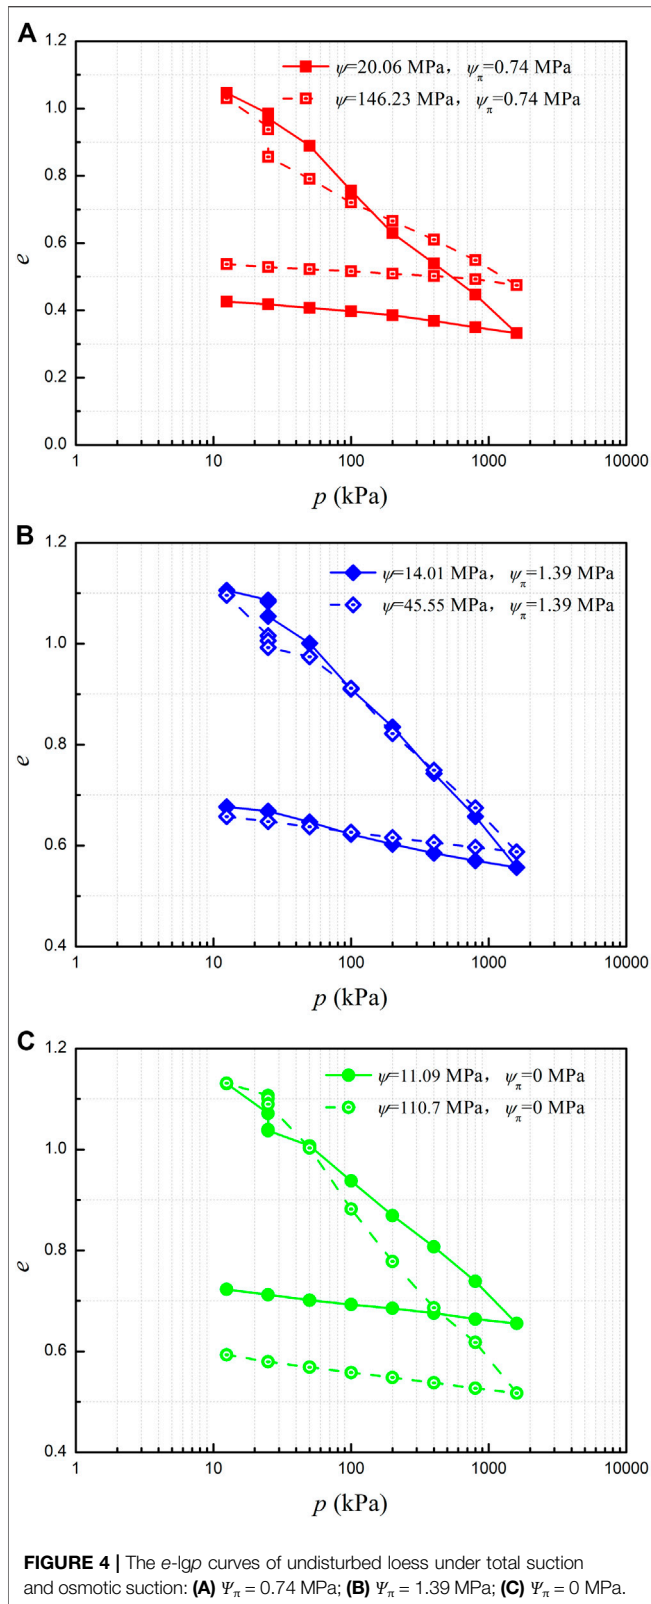 A
1.2
1.0
0.8
0.6
0.4
0.2
0.0
e
ψ=20.06 MPa, ψπ=0.74 MPa
ψ=146.23 MPa, ψπ=0.74 MPa
1 10 100 1000 10000
p (kPa)
B
1.2
1.0
0.8
0.6
0.4
e
ψ=14.01 MPa, ψπ=1.39 MPa
ψ=45.55 MPa, ψπ=1.39 MPa
1 10 100 1000 10000
p (kPa)
C
1.2
1.0
0.8
0.6
0.4
e
ψ=11.09 MPa, ψπ=0 MPa
ψ=110.7 MPa, ψπ=0 MPa
1 10 100 1000 10000
p (kPa)
FIGURE 4 | The e-lgp curves of undisturbed loess under total suction
and osmotic suction: (A) Ψπ = 0.74 MPa; (B) Ψπ = 1.39 MPa; (C) Ψπ = 0 MPa.